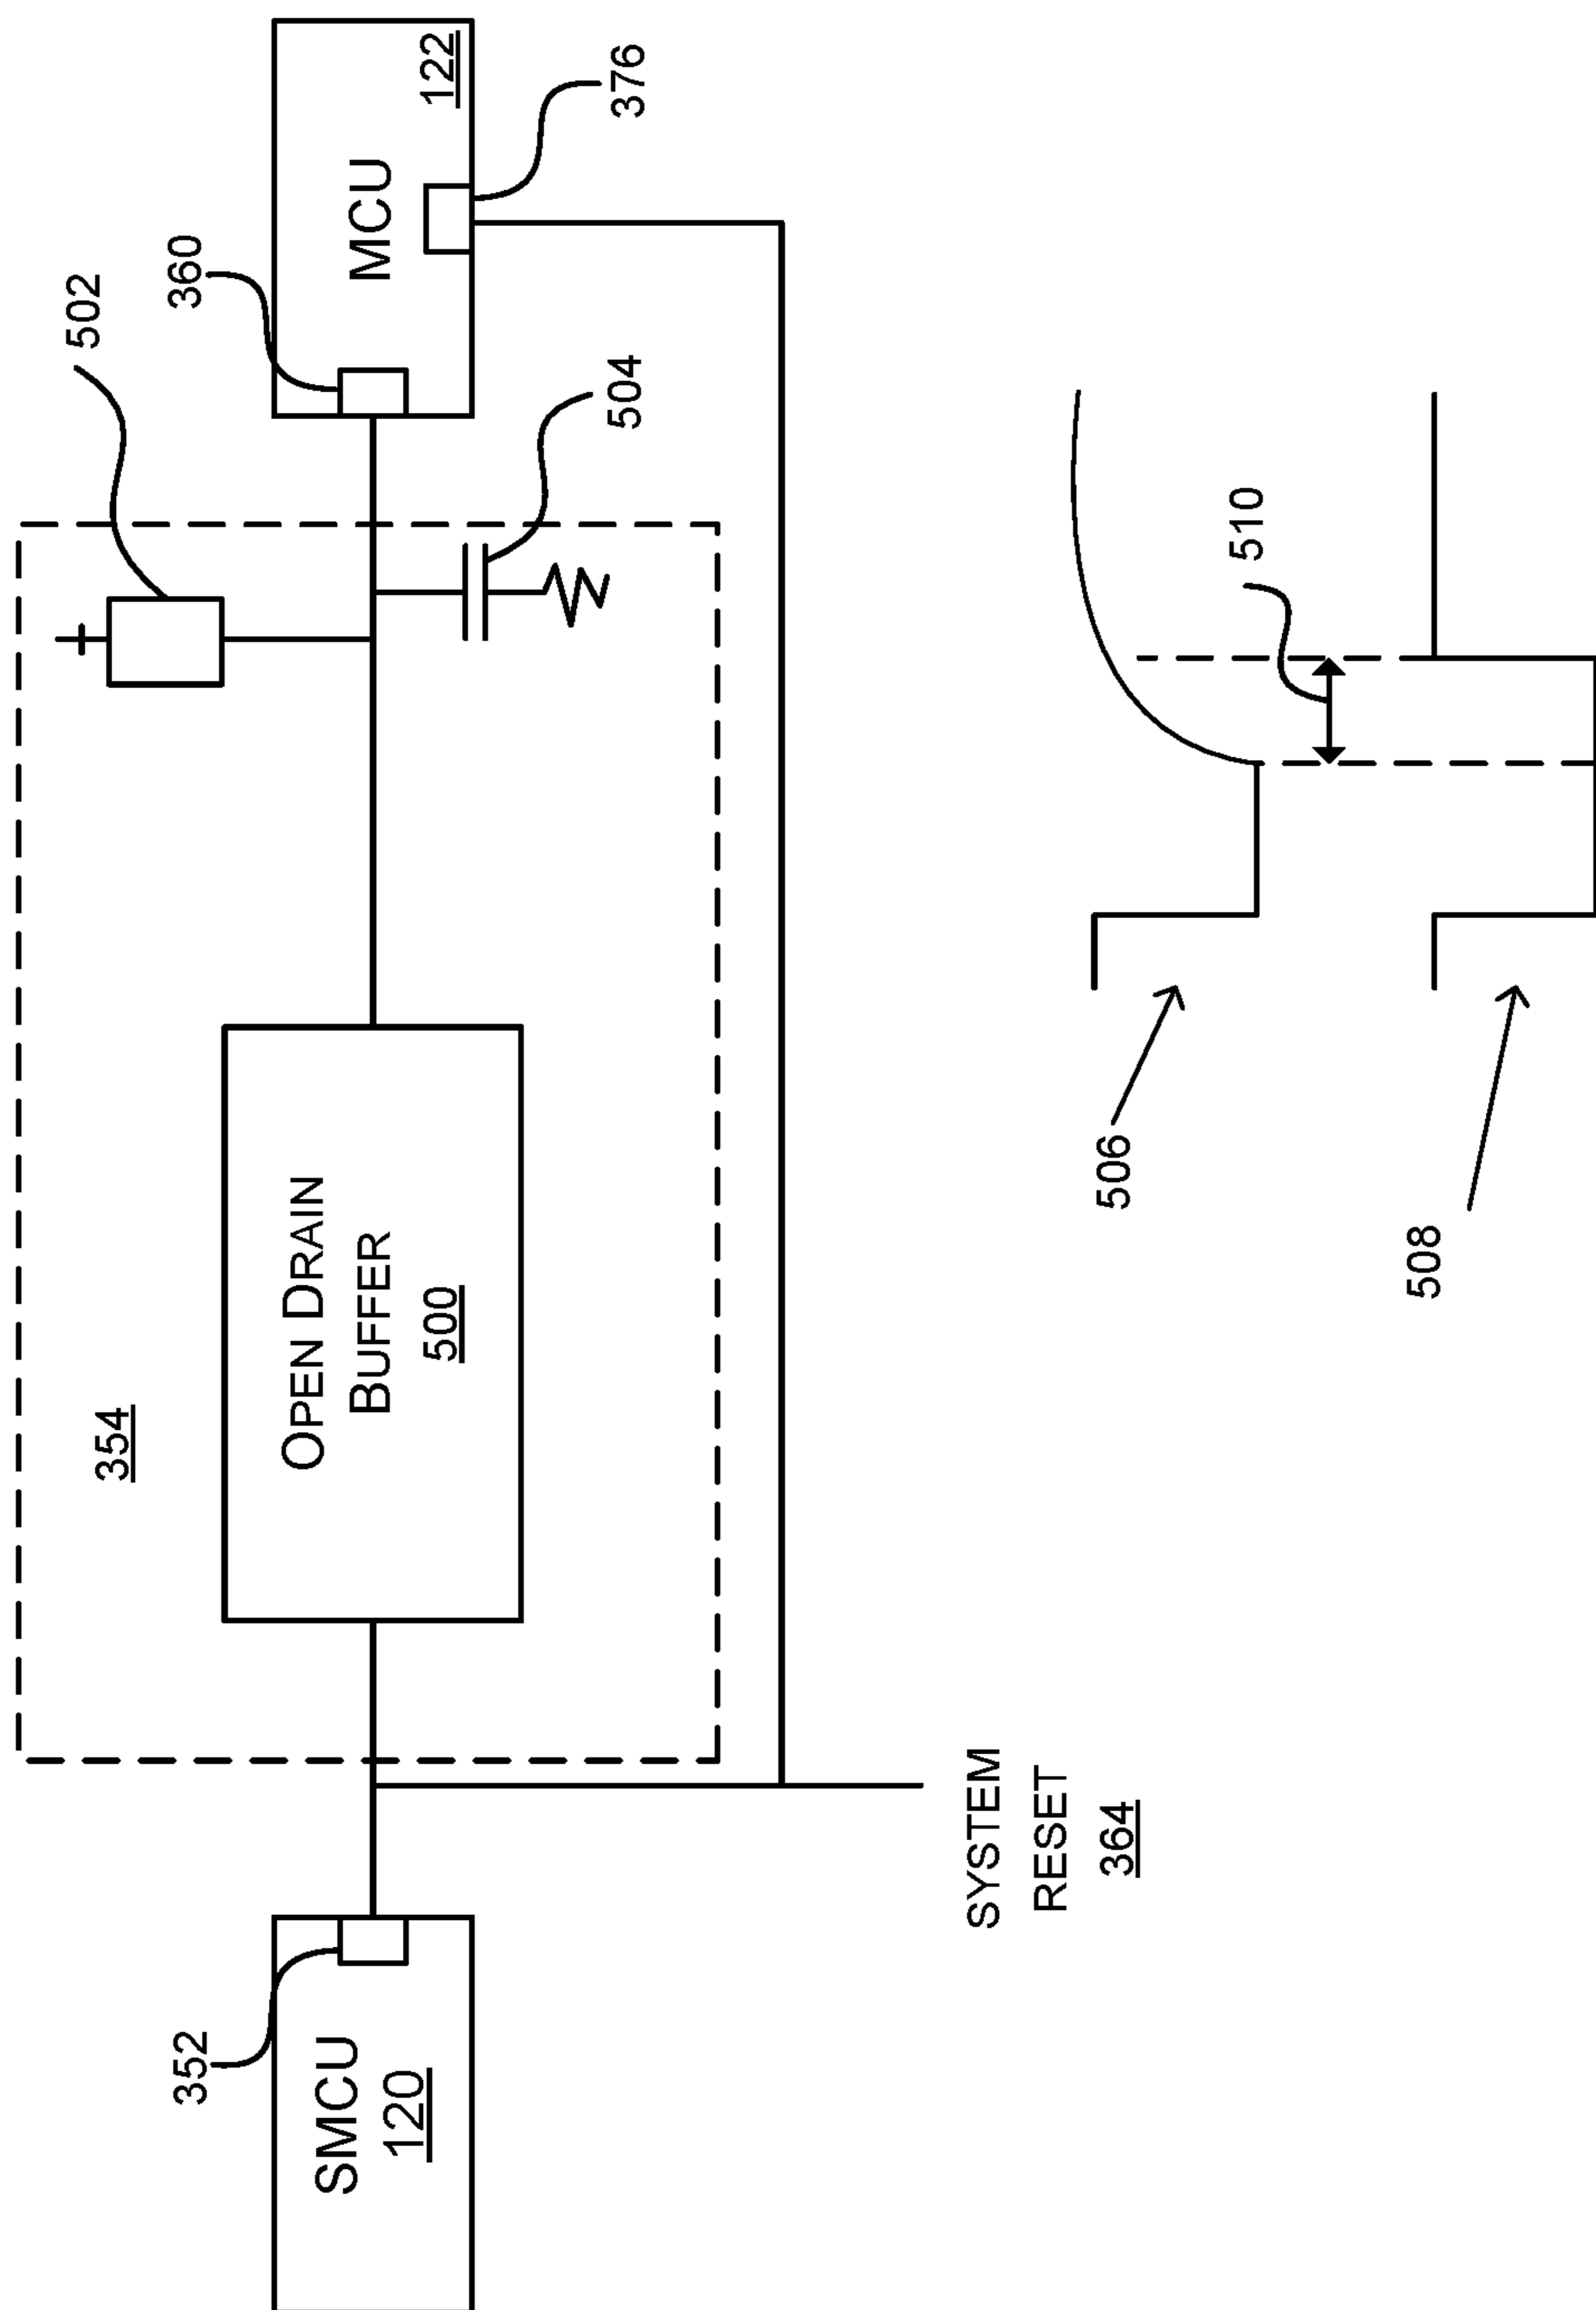 502
360
MCU
122
376
504
354
OPEN DRAIN
BUFFER
500
352
SMCU
120
SYSTEM
RESET
364
506
508
510